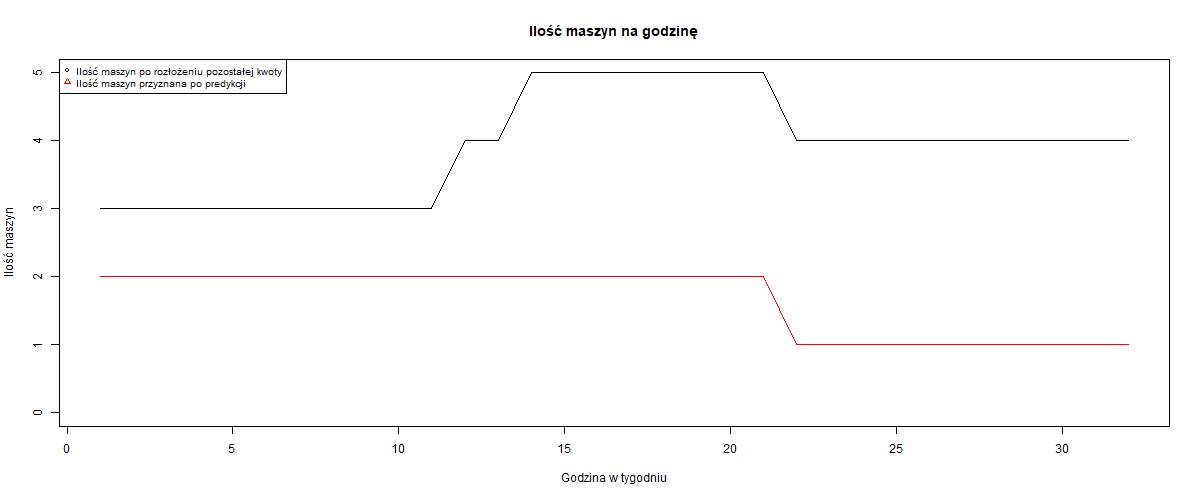 Ilość maszyn na godzinę
Ilość maszyn po rozłożeniu pozostałej kwoty
Ilość maszyn przyznana po predykcji
Ilość maszyn
5
4
3
2
1
0
0 5 10 15 20 25 30
Godzina w tygodniu